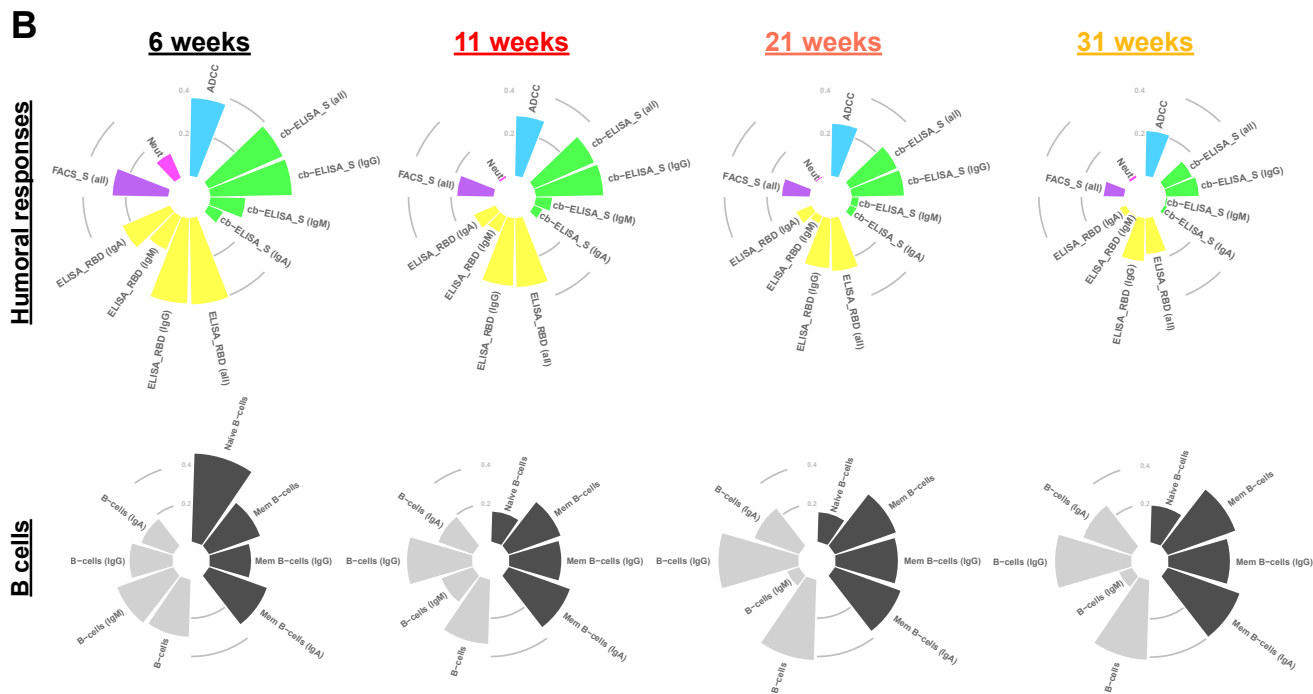 B
6 weeks
11 weeks
21 weeks
31 weeks
Humoral responses
0.4
0.2
ADCC
cb-ELISA_S (all)
cb-ELISA_S (IgG)
cb-ELISA_S (IgM)
cb-ELISA_S (IgA)
ELISA_RBD (all)
ELISA_RBD (IgG)
ELISA_RBD (IgM)
ELISA_RBD (IgA)
FACS_S (all)
Neut
0.4
0.2
ADCC
cb-ELISA_S (all)
cb-ELISA_S (IgG)
cb-ELISA_S (IgM)
cb-ELISA_S (IgA)
ELISA_RBD (all)
ELISA_RBD (IgG)
ELISA_RBD (IgM)
ELISA_RBD (IgA)
FACS_S (all)
Neut
0.4
0.2
ADCC
cb-ELISA_S (all)
cb-ELISA_S (IgG)
cb-ELISA_S (IgM)
cb-ELISA_S (IgA)
ELISA_RBD (all)
ELISA_RBD (IgG)
ELISA_RBD (IgM)
ELISA_RBD (IgA)
FACS_S (all)
Neut
0.4
0.2
ADCC
cb-ELISA_S (all)
cb-ELISA_S (IgG)
cb-ELISA_S (IgM)
cb-ELISA_S (IgA)
ELISA_RBD (all)
ELISA_RBD (IgG)
ELISA_RBD (IgM)
ELISA_RBD (IgA)
FACS_S (all)
Neut
B cells
0.4
0.2
Naive B-cells
Mem B-cells
Mem B-cells (IgG)
Mem B-cells (IgA)
B-cells
B-cells (IgM)
B-cells (IgG)
B-cells (IgA)
0.4
0.2
Naive B-cells
Mem B-cells
Mem B-cells (IgG)
Mem B-cells (IgA)
B-cells
B-cells (IgM)
B-cells (IgG)
B-cells (IgA)
0.4
0.2
Naive B-cells
Mem B-cells
Mem B-cells (IgG)
Mem B-cells (IgA)
B-cells
B-cells (IgM)
B-cells (IgG)
B-cells (IgA)
0.4
0.2
Naive B-cells
Mem B-cells
Mem B-cells (IgG)
Mem B-cells (IgA)
B-cells
B-cells (IgM)
B-cells (IgG)
B-cells (IgA)